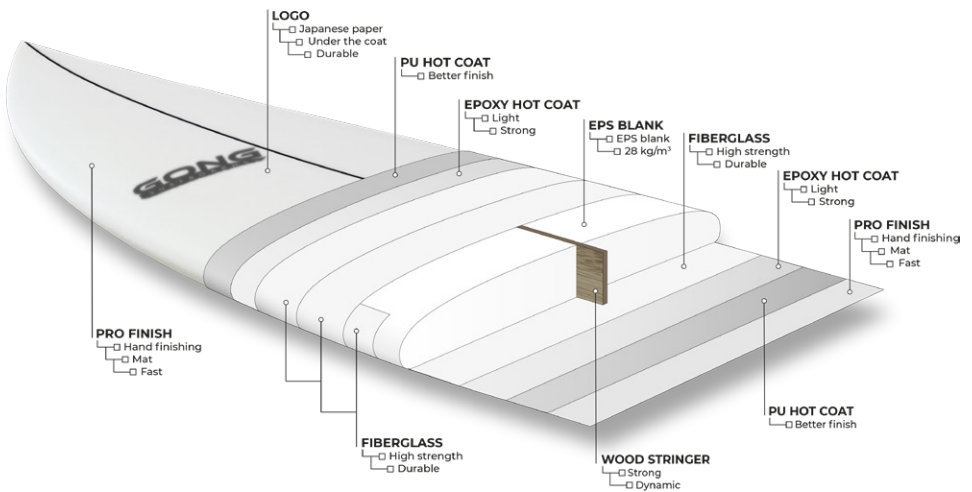 LOGO
Japanese paper
Under the coat
Durable
PU HOT COAT
Better finish
EPOXY HOT COAT
Light
Strong
EPS BLANK
EPS blank
28 kg/m³
FIBERGLASS
High strength
Durable
EPOXY HOT COAT
Light
Strong
PRO FINISH
Hand finishing
Mat
Fast
GONG
PRO FINISH
Hand finishing
Mat
Fast
FIBERGLASS
High strength
Durable
WOOD STRINGER
Strong
Dynamic
PU HOT COAT
Better finish